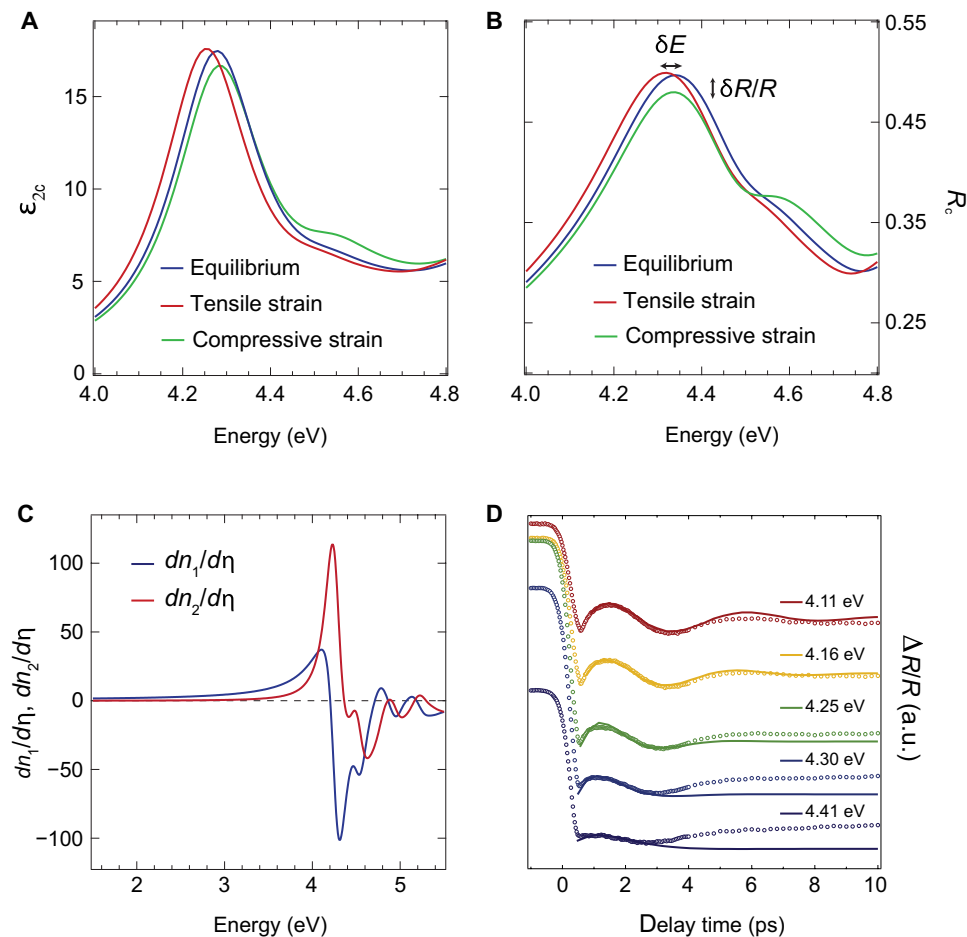 A
ε2c
0
5
10
15
4.0
4.2
4.4
4.6
4.8
Energy (eV)
Equilibrium
Tensile strain
Compressive strain
B
δE
δR/R
0.55
0.45
0.35
0.25
Rc
4.0
4.2
4.4
4.6
4.8
Energy (eV)
Equilibrium
Tensile strain
Compressive strain
C
dn1/dη, dn2/dη
100
50
0
−50
−100
2
3
4
5
Energy (eV)
dn1/dη
dn2/dη
D
4.11 eV
4.16 eV
4.25 eV
4.30 eV
4.41 eV
ΔR/R (a.u.)
0
2
4
6
8
10
Delay time (ps)